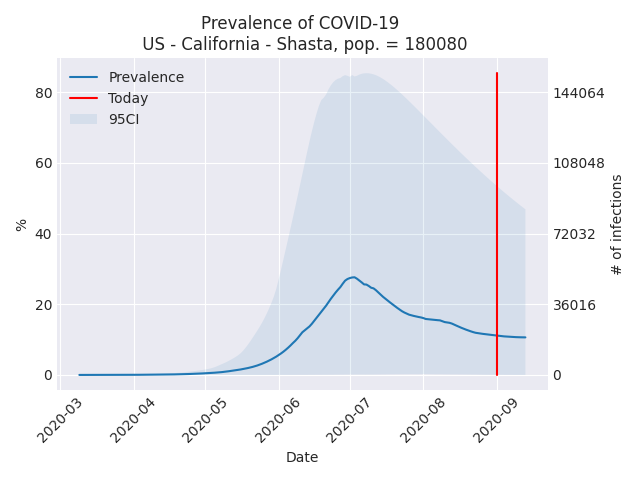 Prevalence of COVID-19
US - California - Shasta, pop. = 180080
Prevalence
Today
95CI
%
80
60
40
20
0
144064
108048
72032
36016
0
# of infections
2020-03
2020-04
2020-05
2020-06
2020-07
2020-08
2020-09
Date